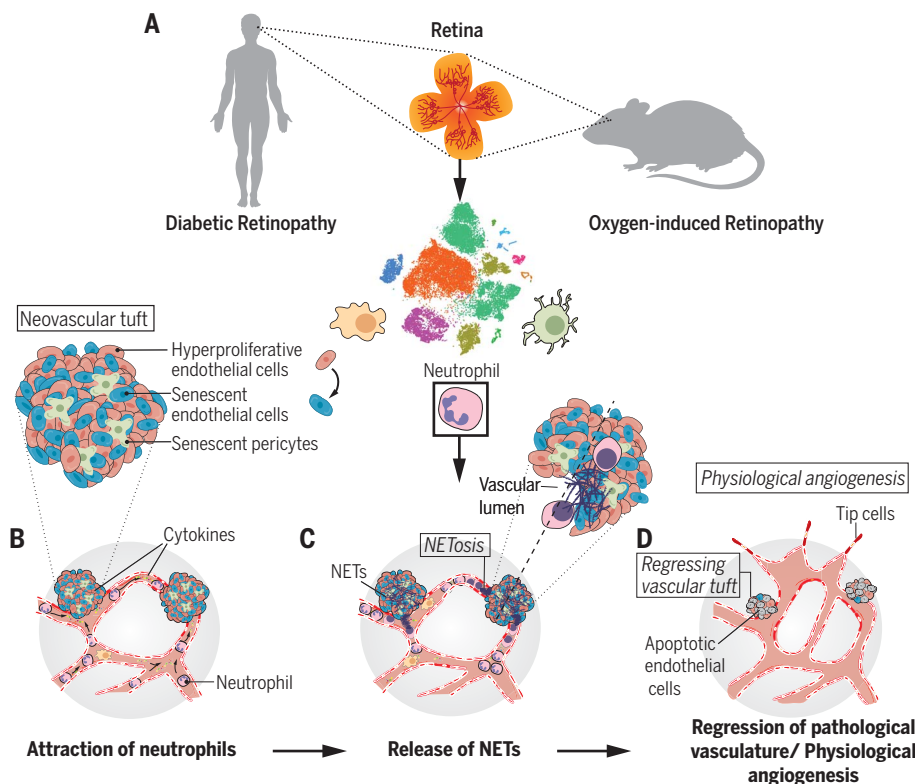 A
Retina
Diabetic Retinopathy
Oxygen-induced Retinopathy
Neovascular tuft
Hyperproliferative
endothelial cells
Senescent
endothelial cells
Senescent pericytes
Neutrophil
Vascular
lumen
B
Cytokines
Neutrophil
Attraction of neutrophils
C
NETosis
NETs
Release of NETs
Physiological angiogenesis
D
Tip cells
Regressing
vascular tuft
Apoptotic
endothelial
cells
Regression of pathological
vasculature/ Physiological
angiogenesis